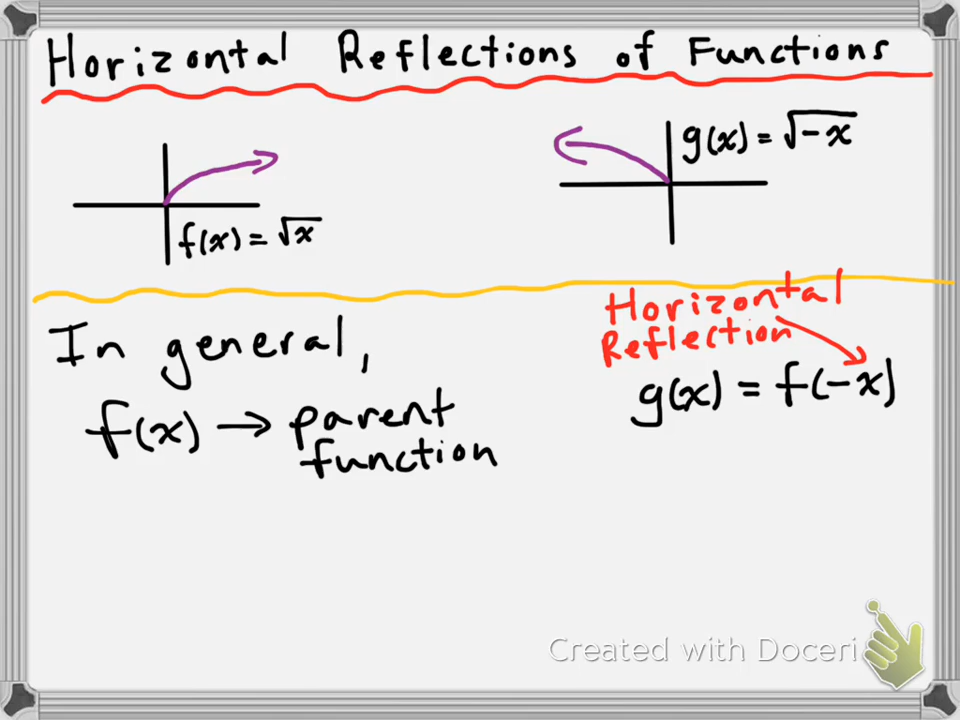 Horizontal Reflections of Functions
g(x) = √-x
f(x) = √x
Horizontal
Reflection
In general,
g(x) = f(-x)
f(x) → parent
function
Created with Doceri